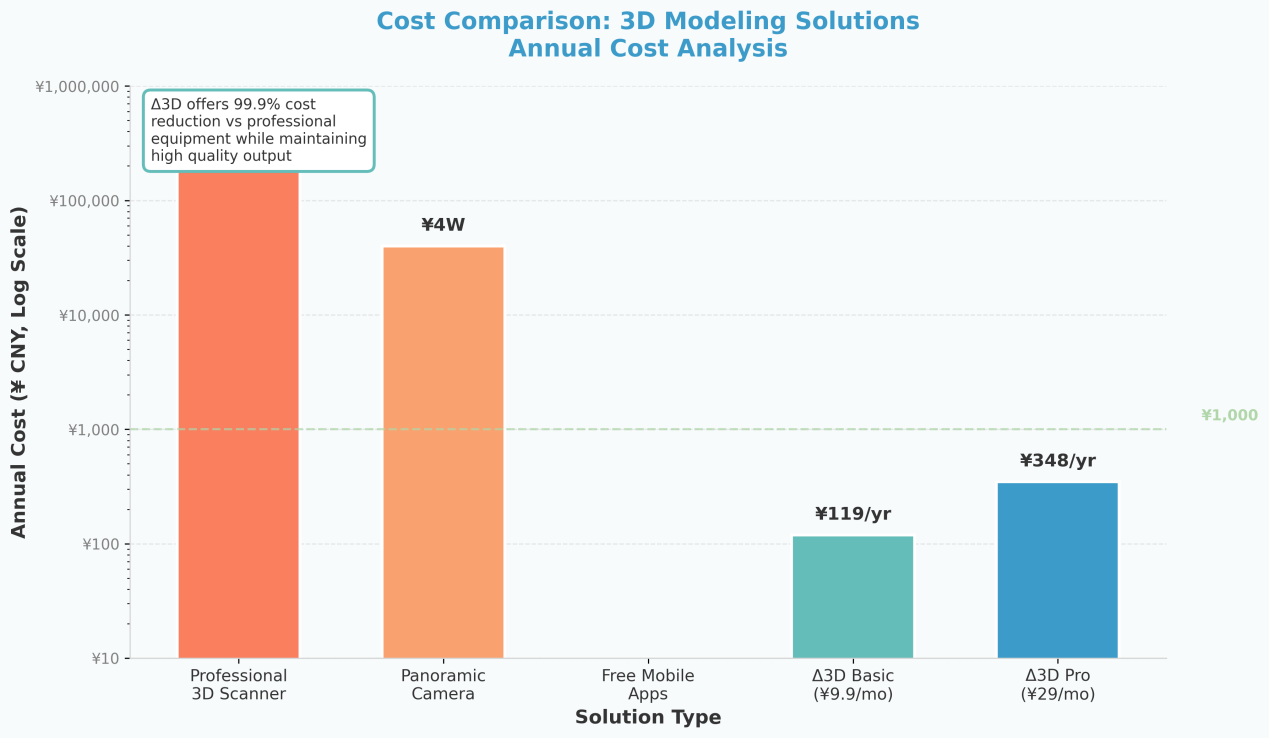 Cost Comparison: 3D Modeling Solutions
Annual Cost Analysis
Annual Cost (¥ CNY, Log Scale)
¥1,000,000
¥100,000
¥10,000
¥1,000
¥100
¥10
Δ3D offers 99.9% cost
reduction vs professional
equipment while maintaining
high quality output
¥4W
¥119/yr
¥348/yr
¥1,000
Professional
3D Scanner
Panoramic
Camera
Free Mobile
Apps
Δ3D Basic
(¥9.9/mo)
Δ3D Pro
(¥29/mo)
Solution Type